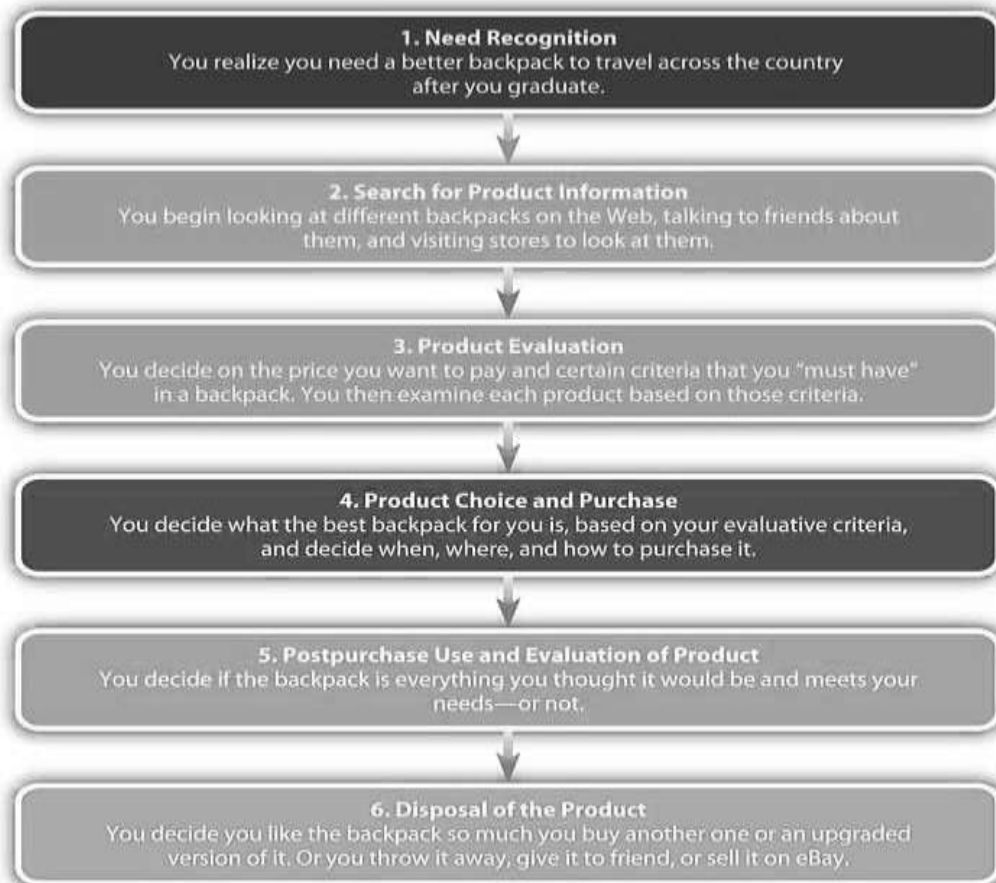 1. Need Recognition
You realize you need a better backpack to travel across the country
after you graduate.
2. Search for Product Information
You begin looking at different backpacks on the Web, talking to friends about
them, and visiting stores to look at them.
3. Product Evaluation
You decide on the price you want to pay and certain criteria that you “must have”
in a backpack. You then examine each product based on those criteria.
4. Product Choice and Purchase
You decide what the best backpack for you is, based on your evaluative criteria,
and decide when, where, and how to purchase it.
5. Postpurchase Use and Evaluation of Product
You decide if the backpack is everything you thought it would be and meets your
needs—or not.
6. Disposal of the Product
You decide you like the backpack so much you buy another one or an upgraded
version of it. Or you throw it away, give it to friend, or sell it on eBay.